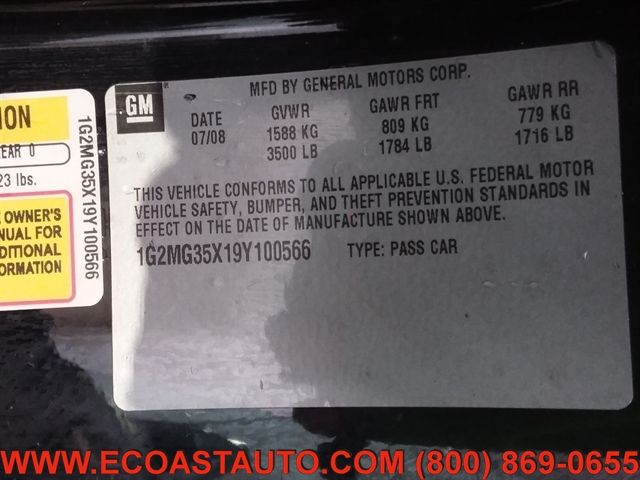 ION
EAR 0
23 lbs.
E OWNER'S
NUAL FOR
DITIONAL
FORMATION
1G2MG35X19Y100566
GM
MFD BY GENERAL MOTORS CORP.
DATE GVWR GAWR FRT GAWR RR
07/08 1588 KG 809 KG 779 KG
3500 LB 1784 LB 1716 LB
THIS VEHICLE CONFORMS TO ALL APPLICABLE U.S. FEDERAL MOTOR
VEHICLE SAFETY, BUMPER, AND THEFT PREVENTION STANDARDS IN
EFFECT ON THE DATE OF MANUFACTURE SHOWN ABOVE.
1G2MG35X19Y100566 TYPE: PASS CAR
WWW.ECOASTAUTO.COM (800) 869-0655